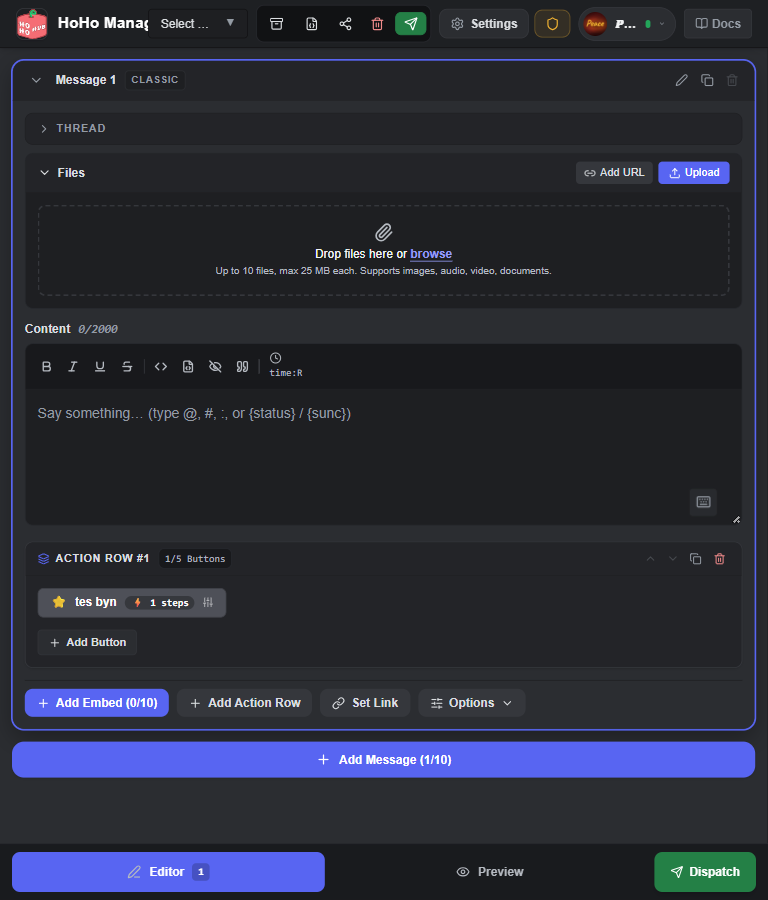 HoHo Manag
Select ...
Settings
Peace
P...
Docs
Message 1
CLASSIC
THREAD
Files
Add URL
Upload
Drop files here or browse
Up to 10 files, max 25 MB each. Supports images, audio, video, documents.
Content 0/2000
B I U S
time:R
Say something... (type @, #, :, or {status} / {sunc})
ACTION ROW #1
1/5 Buttons
tes byn
1 steps
Add Button
Add Embed (0/10)
Add Action Row
Set Link
Options
Add Message (1/10)
Editor 1
Preview
Dispatch